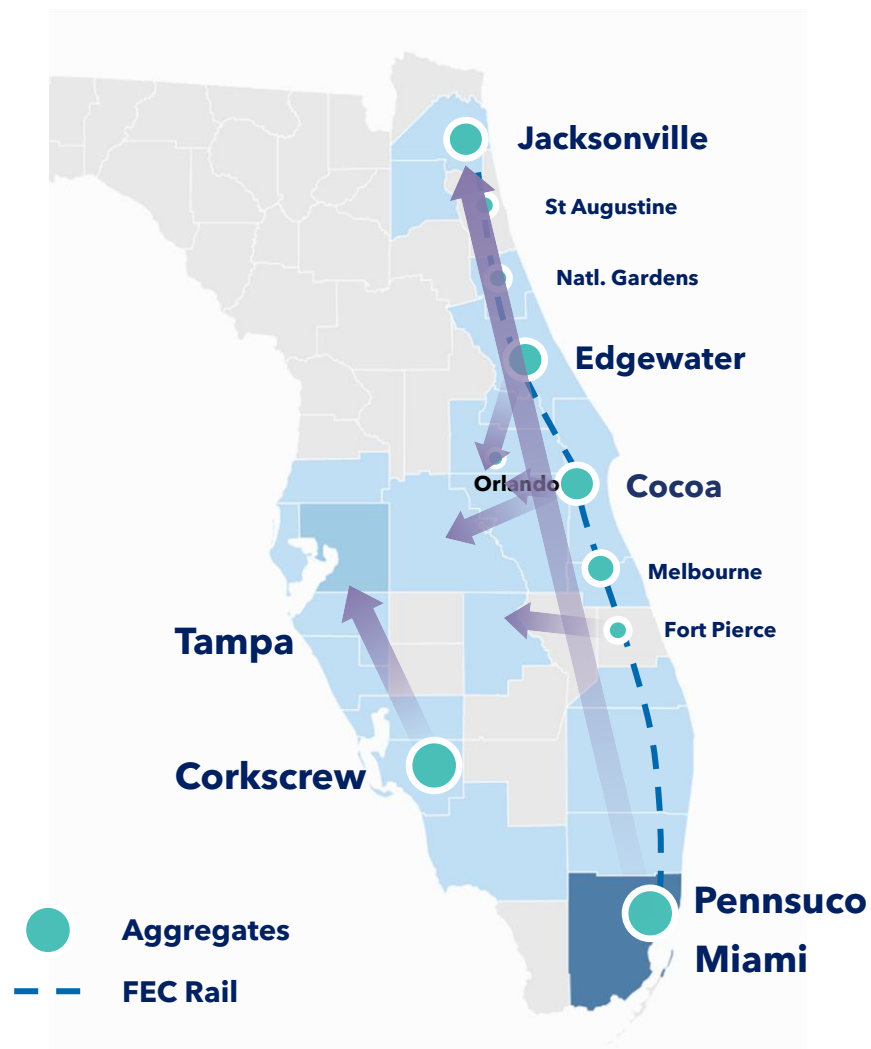 Jacksonville
St Augustine
Natl. Gardens
Edgewater
Orlando
Cocoa
Melbourne
Fort Pierce
Tampa
Corkscrew
Pennsuco
Miami
Aggregates
FEC Rail